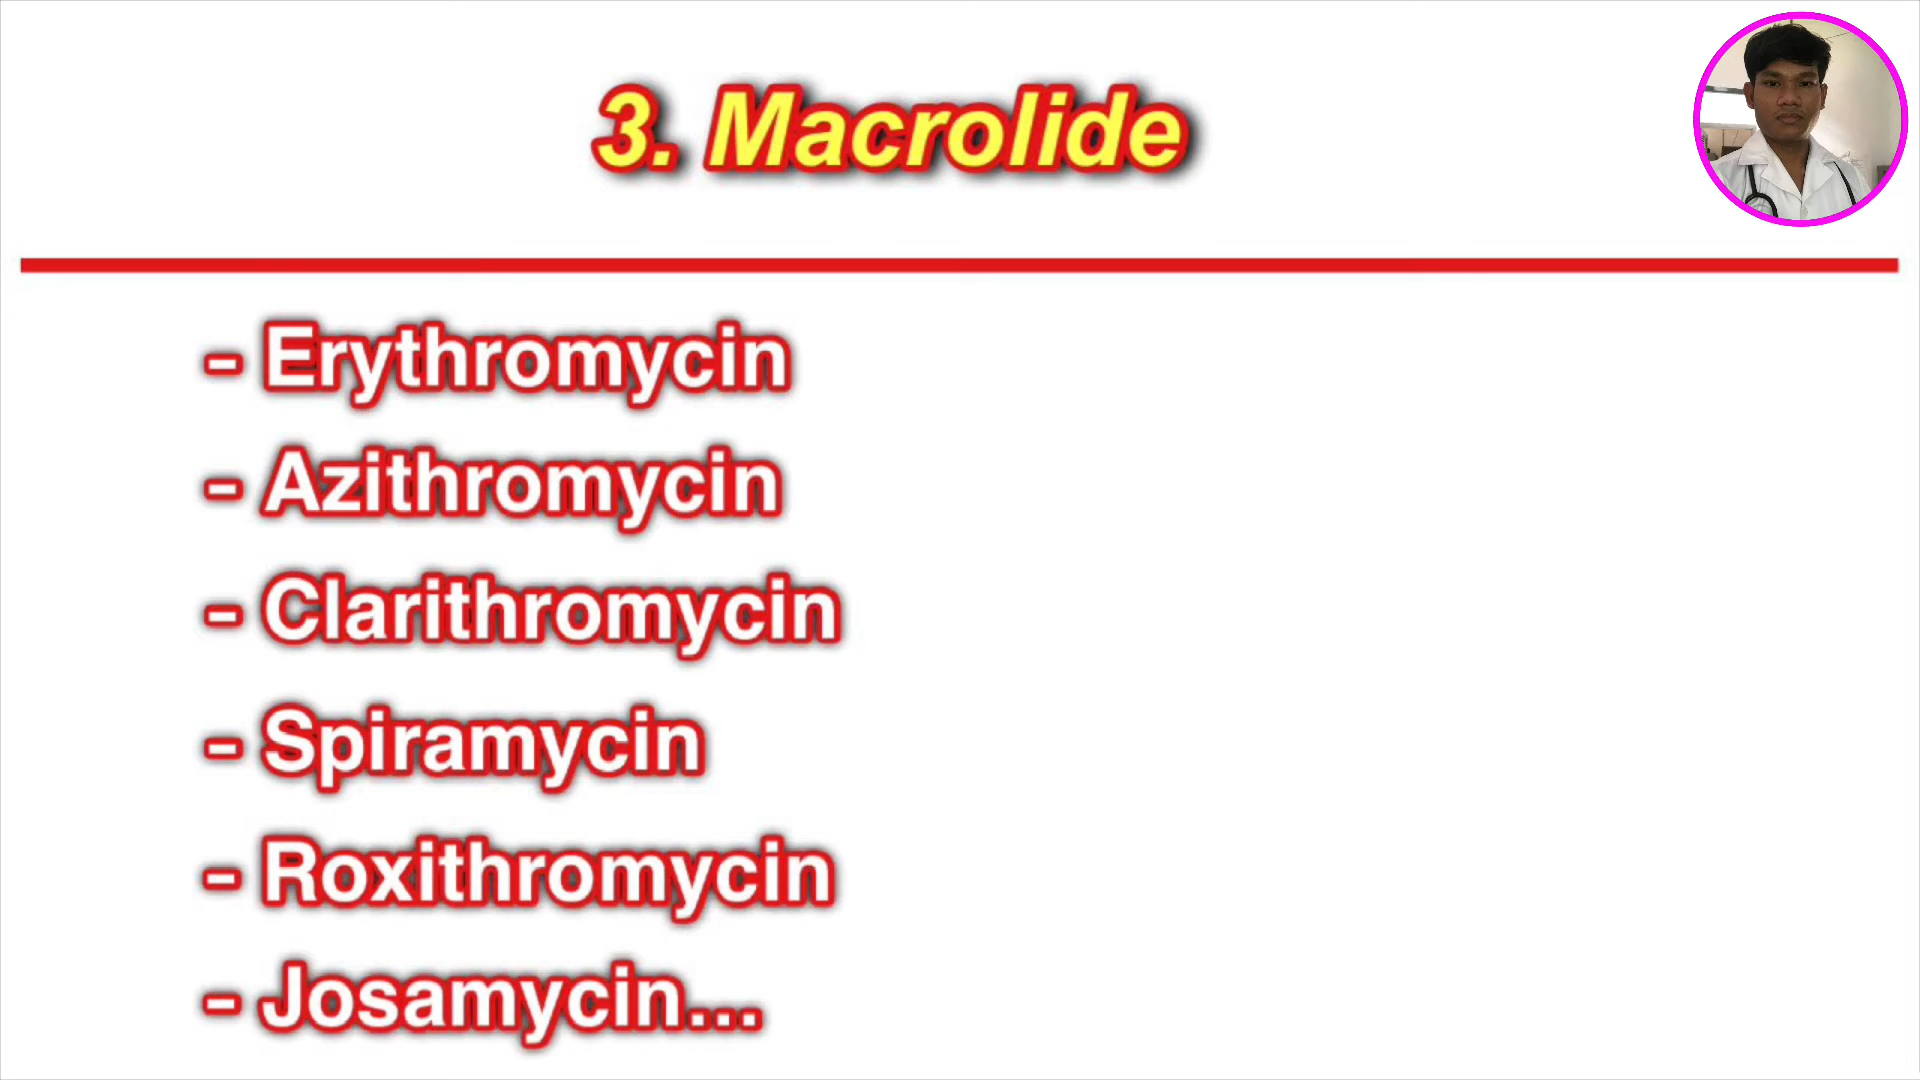 3. Macrolide
- Erythromycin
- Azithromycin
- Clarithromycin
- Spiramycin
- Roxithromycin
- Josamycin...